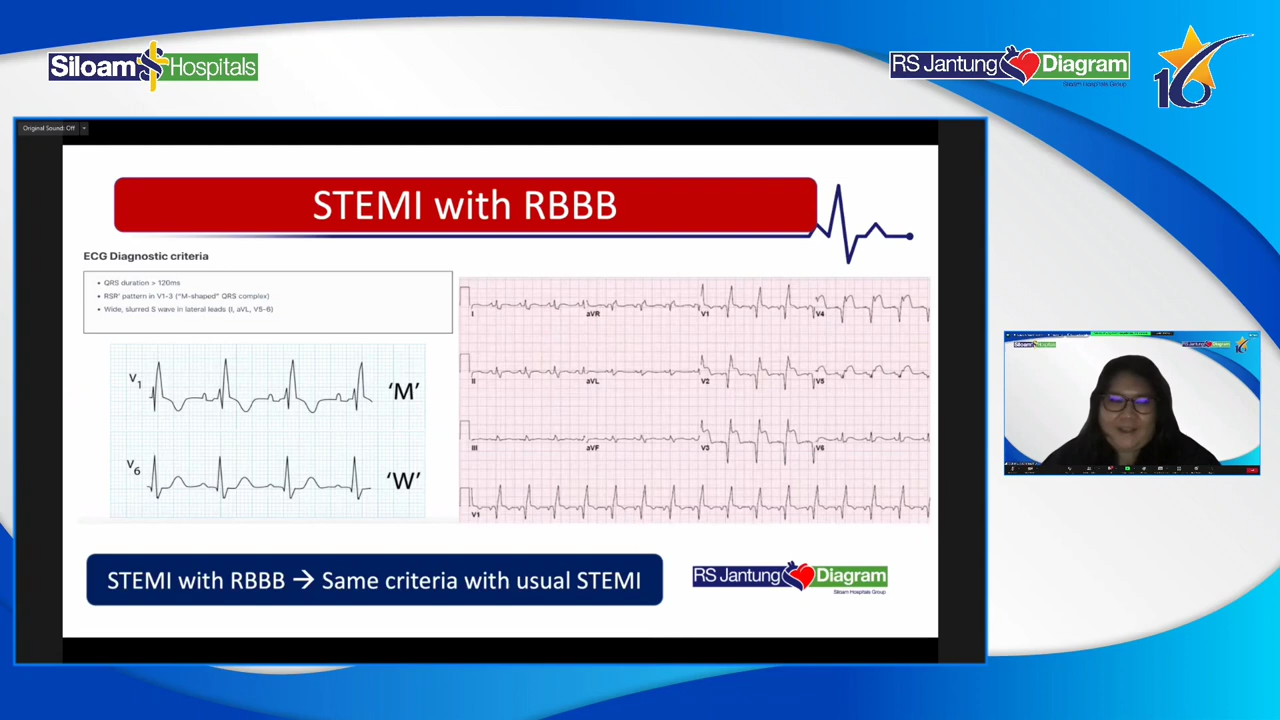 Siloam Hospitals
RS Jantung Diagram
Siloam Hospitals Group
16
Original Sound: Off
STEMI with RBBB
ECG Diagnostic criteria
• QRS duration > 120ms
• RSR' pattern in V1-3 ("M-shaped" QRS complex)
• Wide, slurred S wave in lateral leads (I, aVL, V5-6)
V1
'M'
V6
'W'
I
aVR
V1
V4
II
aVL
V2
V5
III
aVF
V3
V6
V1
STEMI with RBBB → Same criteria with usual STEMI
RS Jantung Diagram
Siloam Hospitals Group